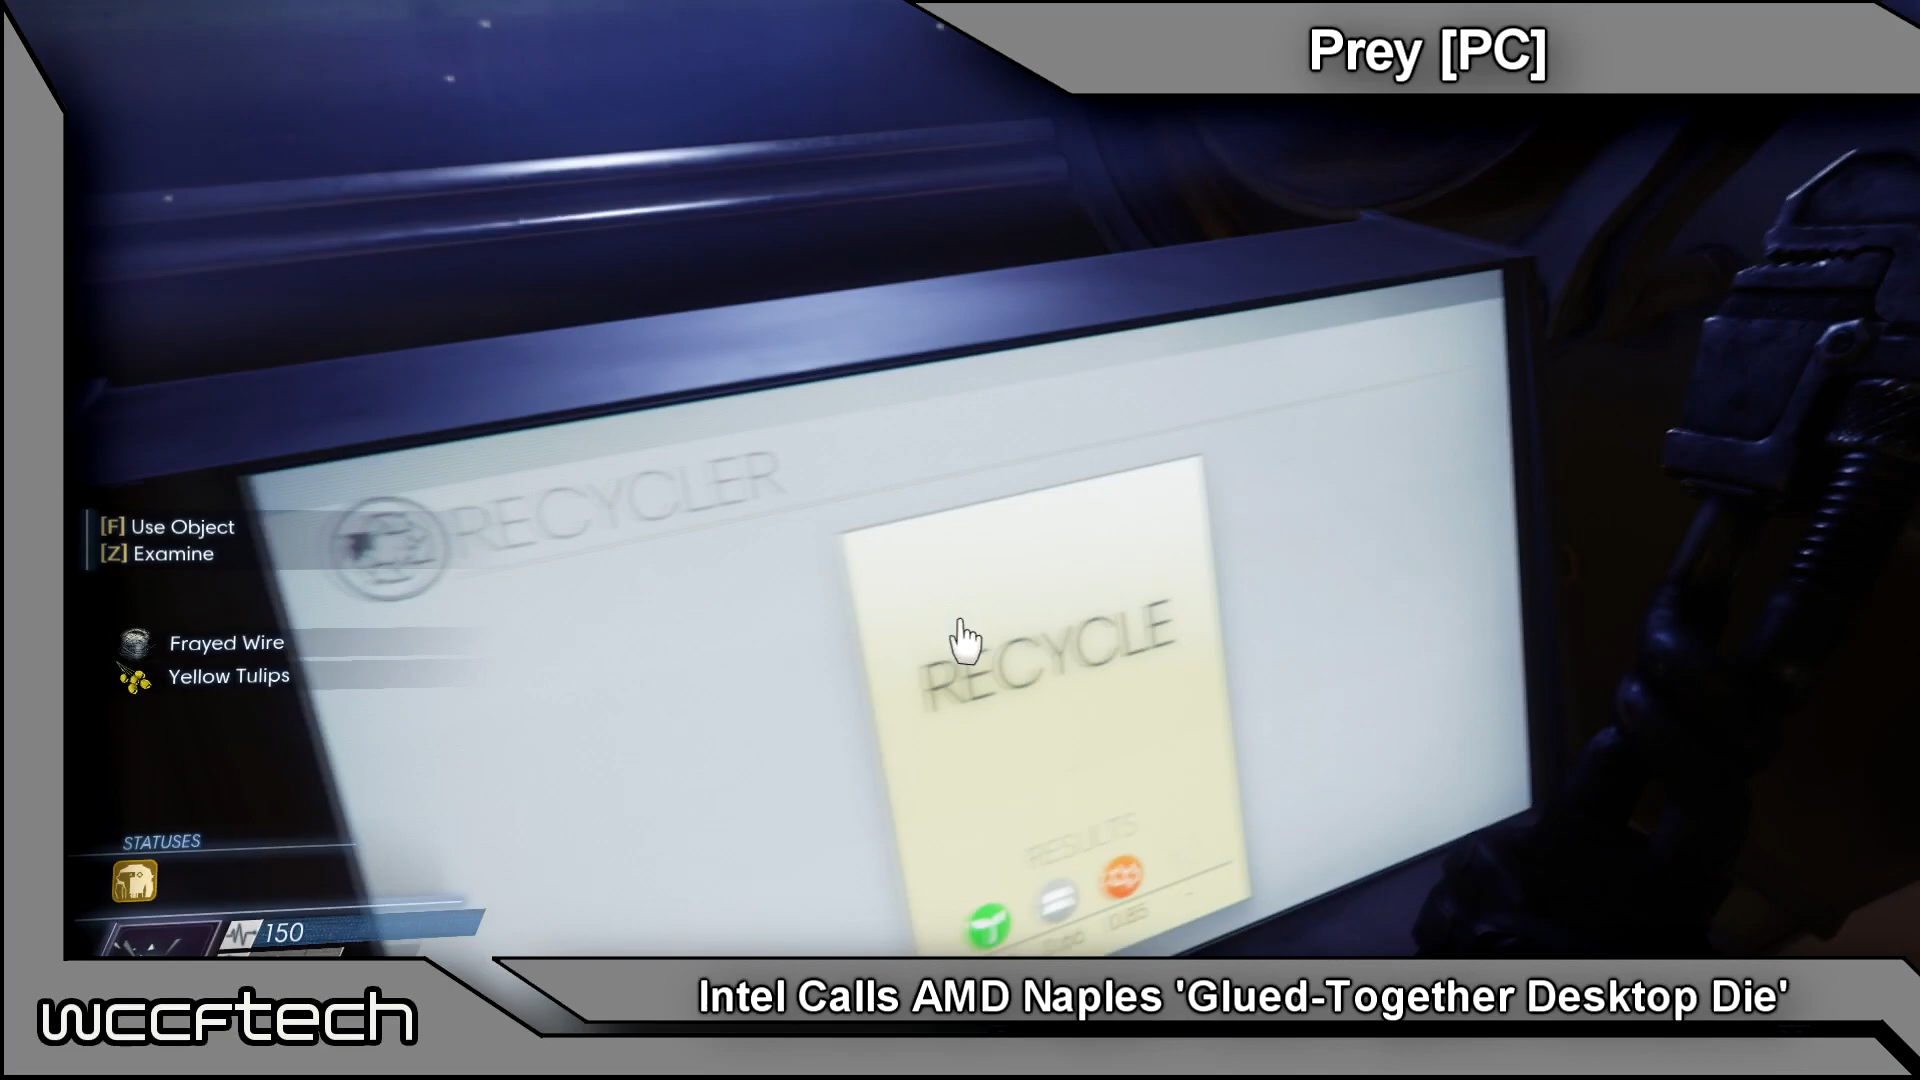 Prey [PC]
RECYCLER
[F] Use Object
[Z] Examine
RECYCLE
Frayed Wire
Yellow Tulips
RESULTS
STATUSES
150
wccftech
Intel Calls AMD Naples 'Glued-Together Desktop Die'